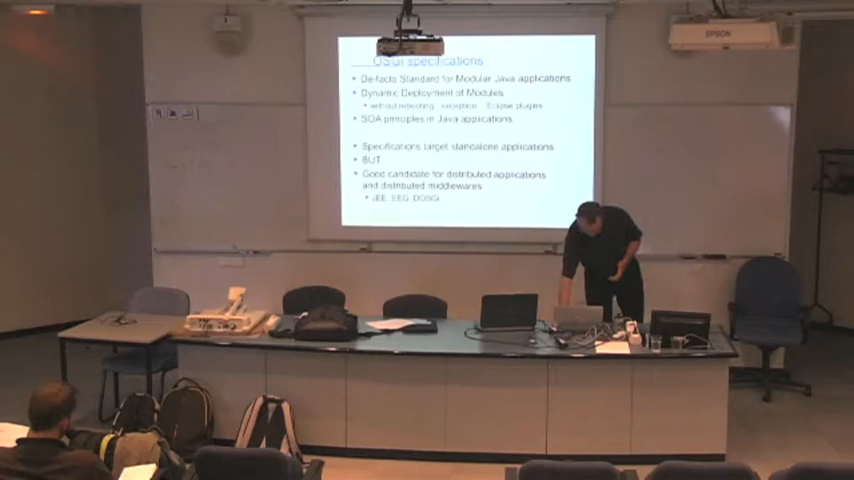 OSGi specifications
• De-facto Standard for Modular Java applications
• Dynamic Deployment of Modules
• without rebooting exception Eclipse plugins
• SOA principles in Java applications
• Specifications target standalone applications
• BUT
• Good candidate for distributed applications
and distributed middlewares
• JEE, EEG, DOSGi
EPSON